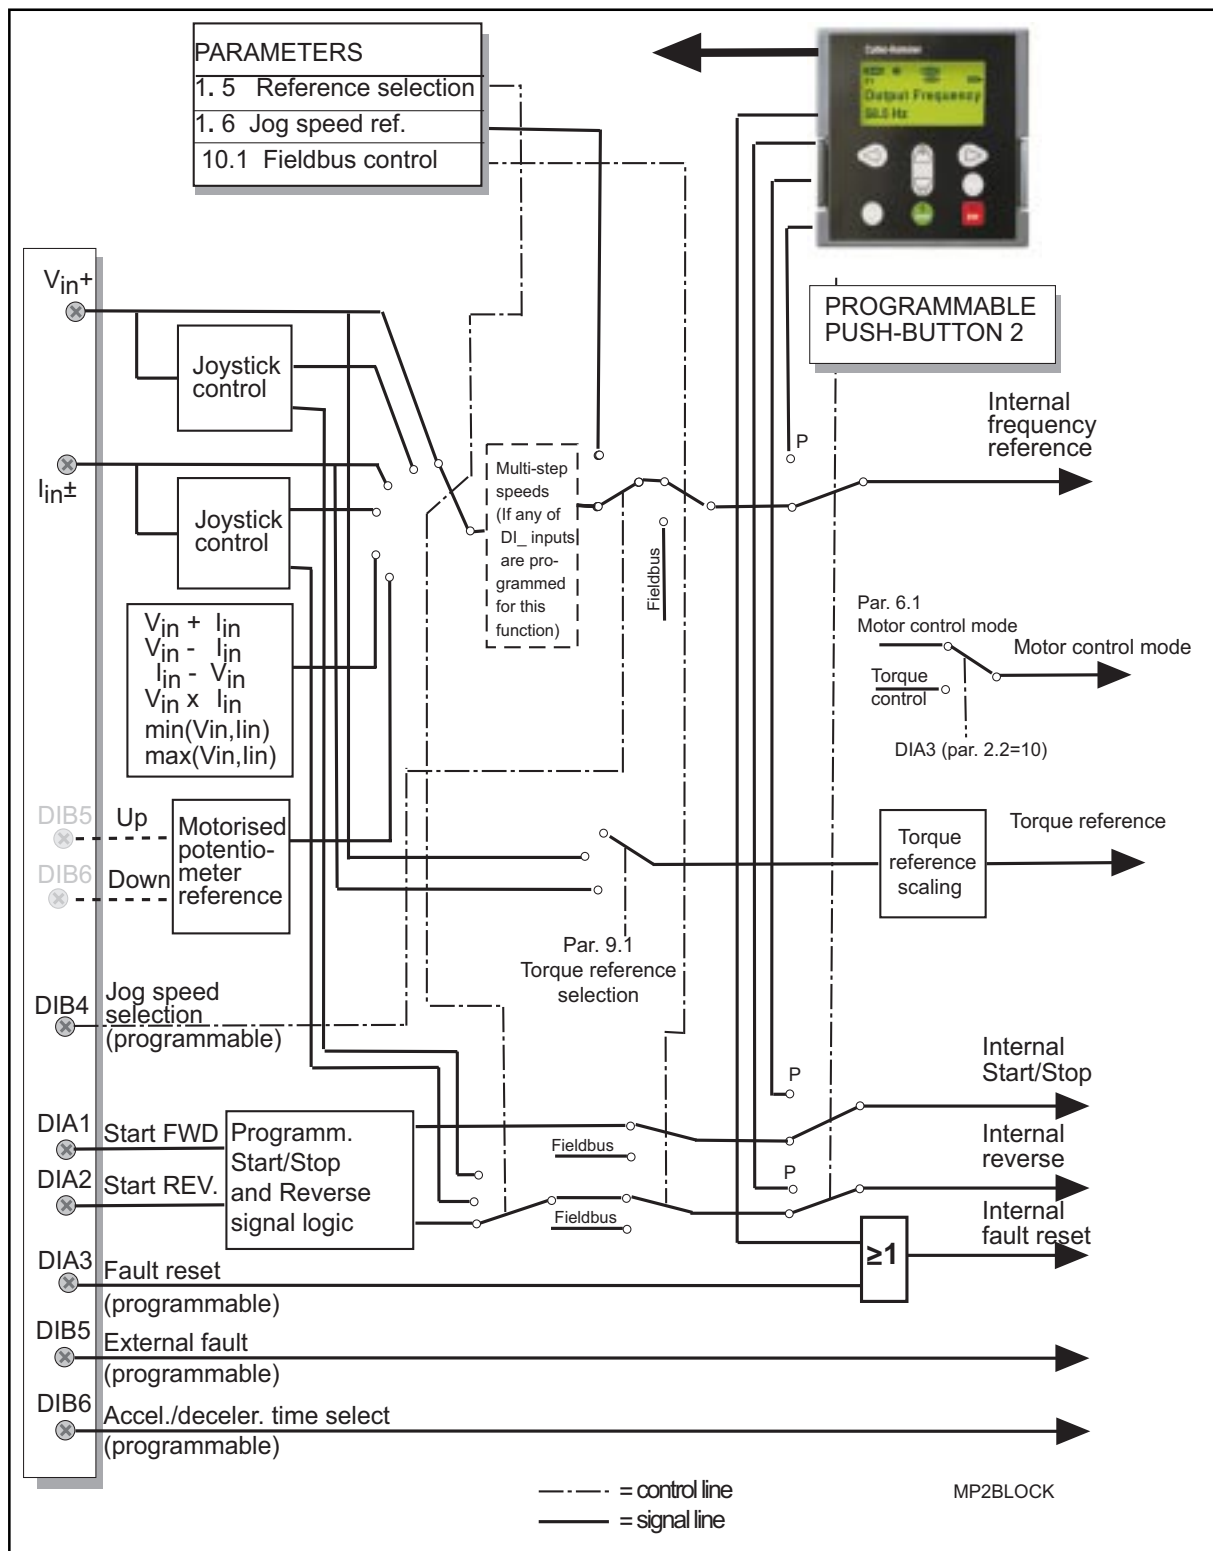 PARAMETERS
1. 5 Reference selection
1. 6 Jog speed ref.
10.1 Fieldbus control
Cutler-Hammer
Output Frequency
50.0 Hz
PROGRAMMABLE
PUSH-BUTTON 2
Vin+
Joystick
control
Iin±
Joystick
control
Multi-step
speeds
(If any of
DI_ inputs
are pro-
grammed
for this
function)
P
Internal
frequency
reference
Fieldbus
Vin + Iin
Vin - Iin
Iin - Vin
Vin x Iin
min(Vin,Iin)
max(Vin,Iin)
Par. 6.1
Motor control mode
Motor control mode
Torque
control
DIA3 (par. 2.2=10)
DIB5
Up
DIB6
Down
Motorised
potentio-
meter
reference
Torque
reference
scaling
Torque reference
Par. 9.1
Torque reference
selection
DIB4
Jog speed
selection
(programmable)
P
Internal
Start/Stop
DIA1
Start FWD
DIA2
Start REV.
Programm.
Start/Stop
and Reverse
signal logic
Fieldbus
Fieldbus
P
Internal
reverse
Internal
fault reset
≥1
DIA3
Fault reset
(programmable)
DIB5
External fault
(programmable)
DIB6
Accel./deceler. time select
(programmable)
= control line
= signal line
MP2BLOCK